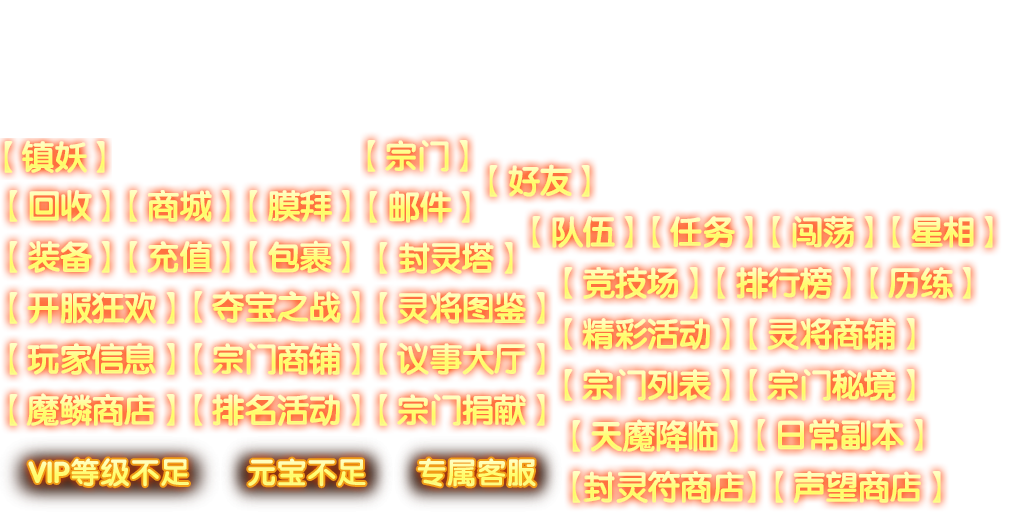 【镇妖】 【宗门】
【好友】
【回收】【商城】【膜拜】【邮件】
【队伍】【任务】【闯荡】【星相】
【装备】【充值】【包裹】【封灵塔】
【竞技场】【排行榜】【历练】
【开服狂欢】【夺宝之战】【灵将图鉴】
【精彩活动】【灵将商铺】
【玩家信息】【宗门商铺】【议事大厅】
【宗门列表】【宗门秘境】
【魔鳞商店】【排名活动】【宗门捐献】
【天魔降临】【日常副本】
VIP等级不足 元宝不足 专属客服
【封灵符商店】【声望商店】